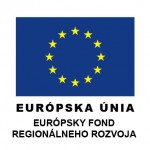 EURÓPSKA ÚNIA
EURÓPSKY FOND
REGIONÁLNEHO ROZVOJA